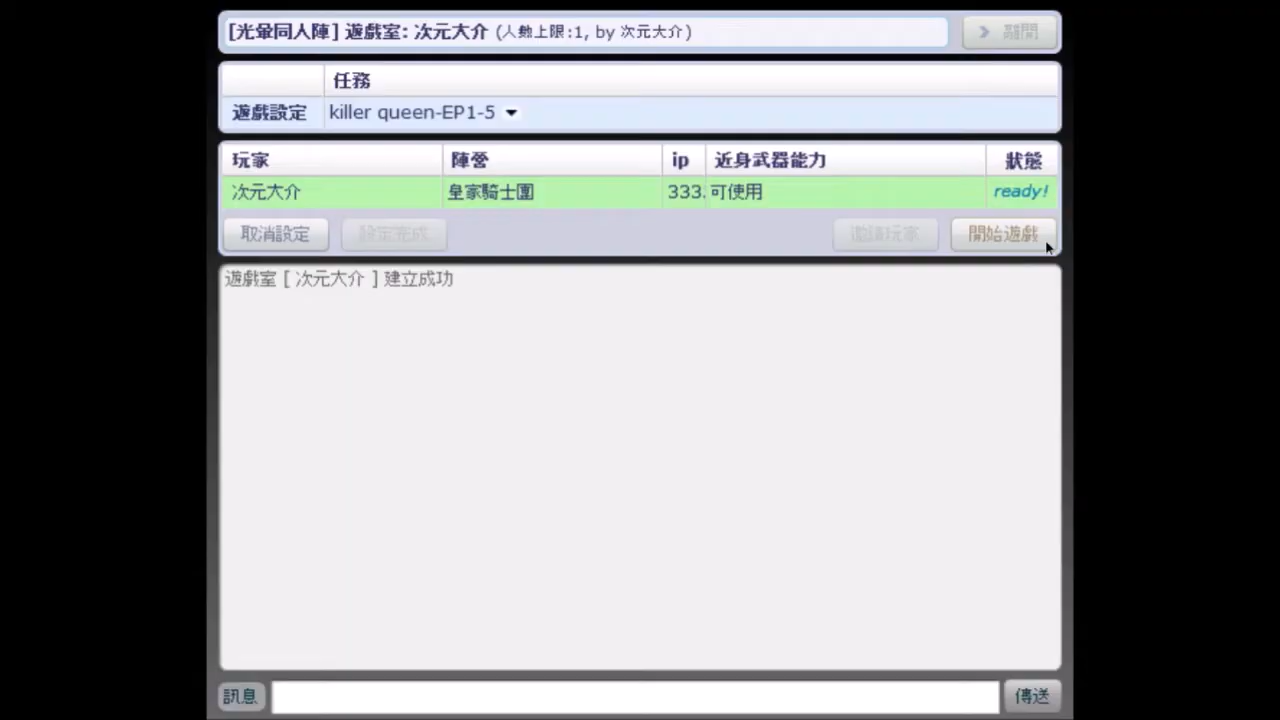 [光暈同人陣] 遊戲室: 次元大介 (人數上限:1, by 次元大介)
離開
任務
遊戲設定 killer queen-EP1-5
玩家 陣營 ip 近身武器能力 狀態
次元大介 皇家騎士團 333. 可使用 ready!
取消設定 設定完成 邀請玩家 開始遊戲
遊戲室 [ 次元大介 ] 建立成功
訊息 傳送